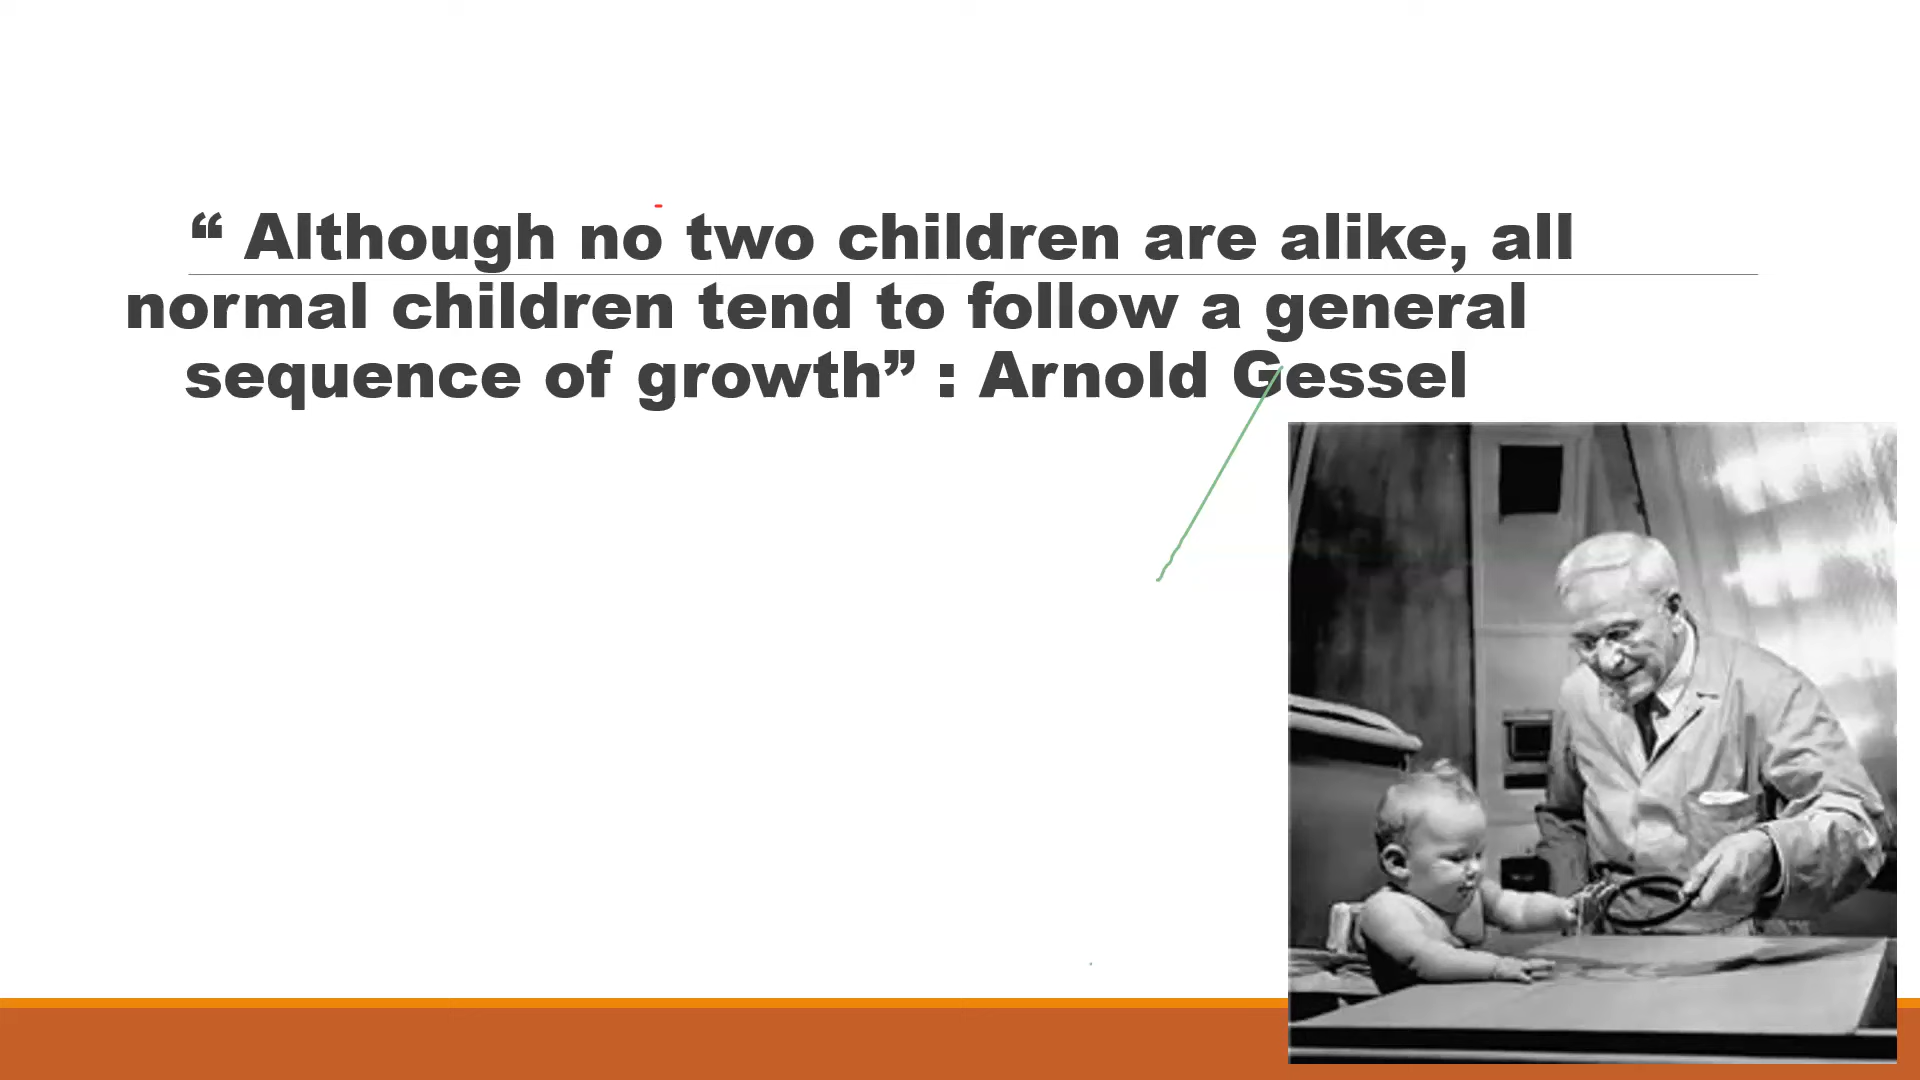 “ Although no two children are alike, all
normal children tend to follow a general
sequence of growth” : Arnold Gessel